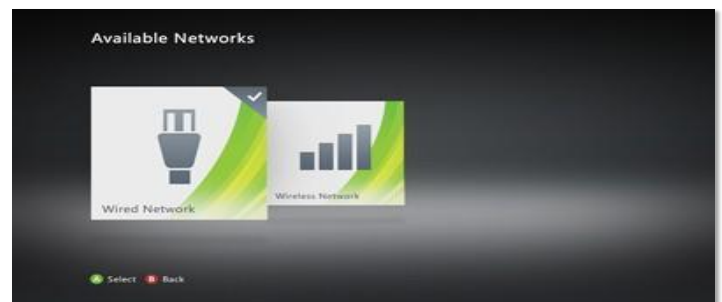 Available Networks
Wired Network
Wireless Network
A Select B Back